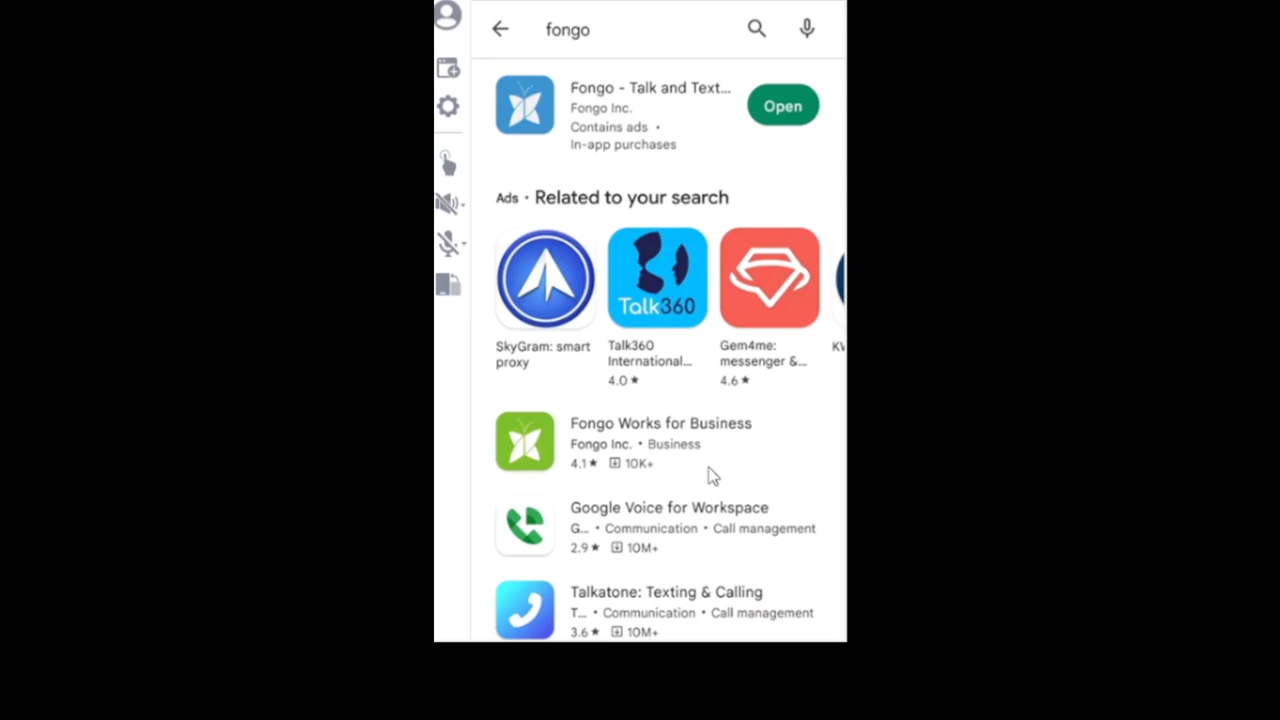 fongo
Fongo - Talk and Text...
Fongo Inc.
Contains ads •
In-app purchases
Open
Ads • Related to your search
Talk360
SkyGram: smart
proxy
Talk360
International...
4.0 ★
Gem4me:
messenger &...
4.6 ★
Fongo Works for Business
Fongo Inc. • Business
4.1 ★ 10K+
Google Voice for Workspace
G... • Communication • Call management
2.9 ★ 10M+
Talkatone: Texting & Calling
T... • Communication • Call management
3.6 ★ 10M+